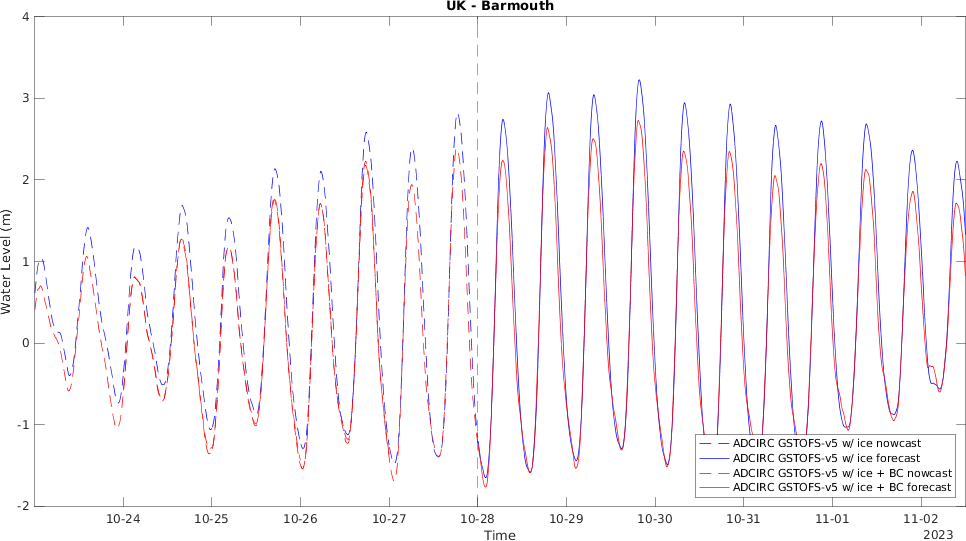 UK - Barmouth
4
3
2
1
0
-1
-2
Water Level (m)
10-24 10-25 10-26 10-27 10-28 10-29 10-30 10-31 11-01 11-02
Time
2023
ADCIRC GSTOFS-v5 w/ ice nowcast
ADCIRC GSTOFS-v5 w/ ice forecast
ADCIRC GSTOFS-v5 w/ ice + BC nowcast
ADCIRC GSTOFS-v5 w/ ice + BC forecast